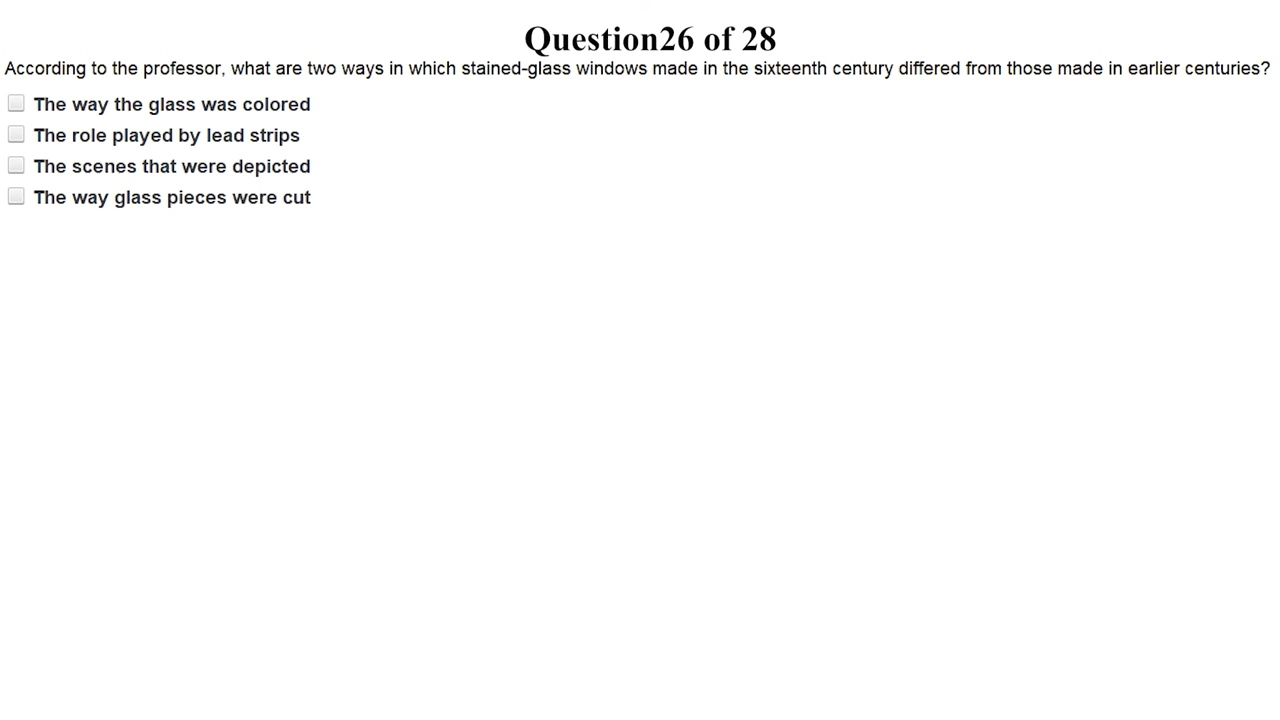 Question26 of 28
According to the professor, what are two ways in which stained-glass windows made in the sixteenth century differed from those made in earlier centuries?
The way the glass was colored
The role played by lead strips
The scenes that were depicted
The way glass pieces were cut